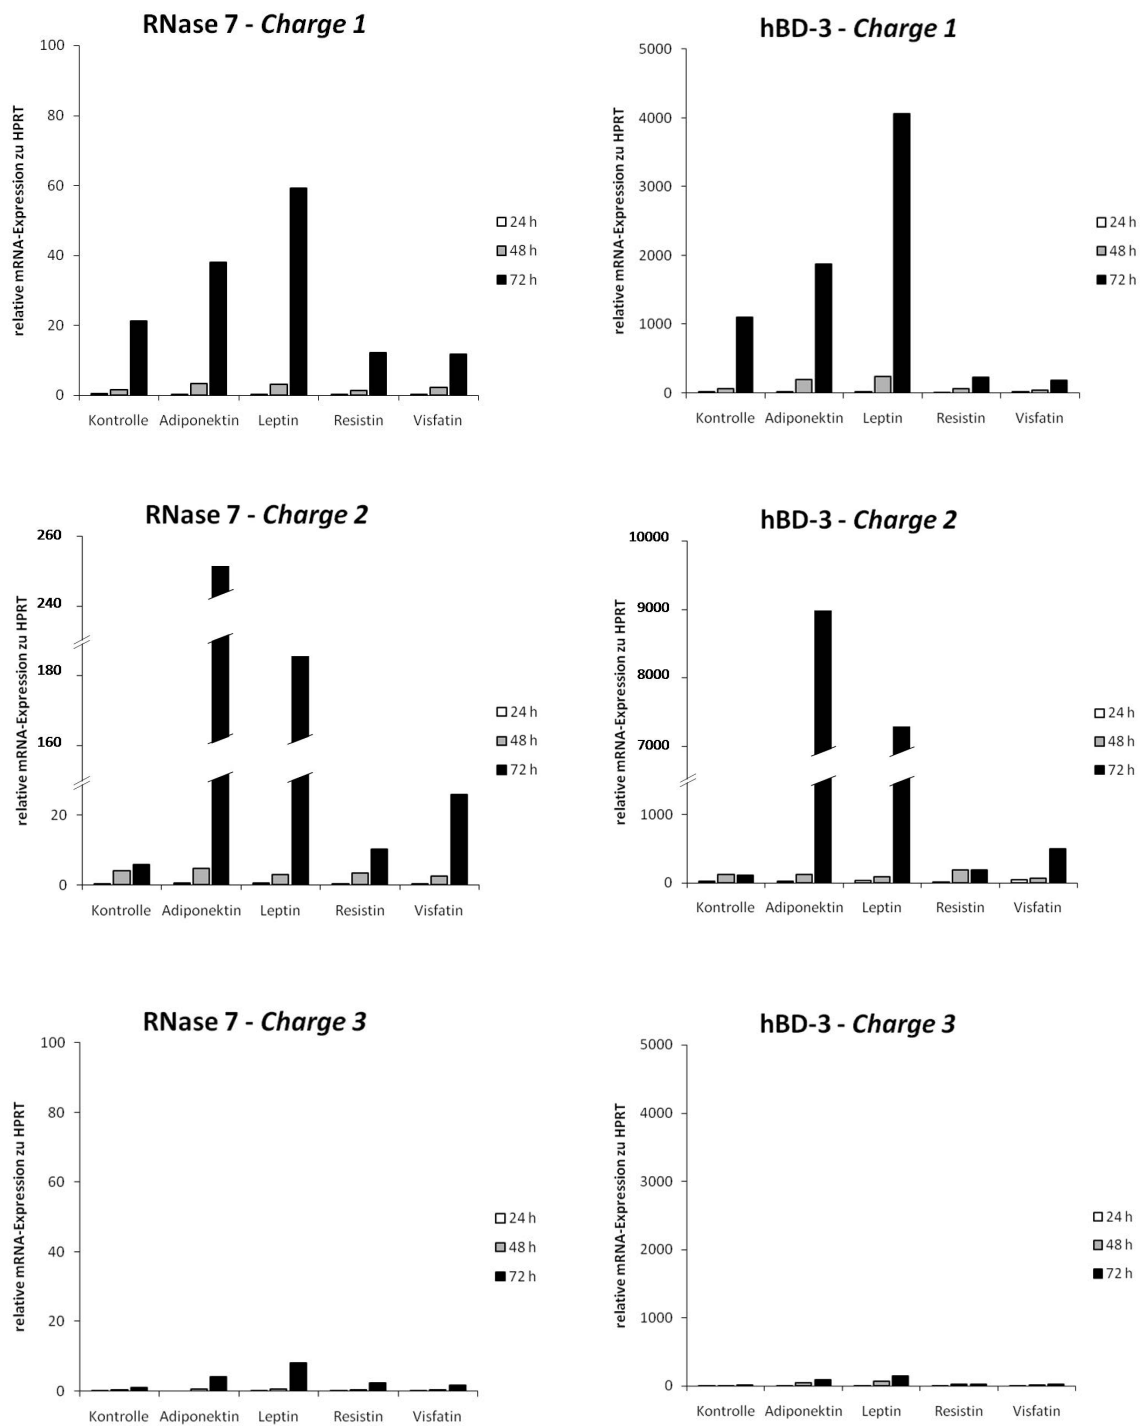 RNase 7 - Charge 1
relative mRNA-Expression zu HPRT
100
80
60
40
20
0
Kontrolle Adiponektin Leptin Resistin Visfatin
24 h
48 h
72 h
hBD-3 - Charge 1
relative mRNA-Expression zu HPRT
5000
4000
3000
2000
1000
0
Kontrolle Adiponektin Leptin Resistin Visfatin
24 h
48 h
72 h
RNase 7 - Charge 2
relative mRNA-Expression zu HPRT
260
240
180
160
20
0
Kontrolle Adiponektin Leptin Resistin Visfatin
24 h
48 h
72 h
hBD-3 - Charge 2
relative mRNA-Expression zu HPRT
10000
9000
8000
7000
1000
0
Kontrolle Adiponektin Leptin Resistin Visfatin
24 h
48 h
72 h
RNase 7 - Charge 3
relative mRNA-Expression zu HPRT
100
80
60
40
20
0
Kontrolle Adiponektin Leptin Resistin Visfatin
24 h
48 h
72 h
hBD-3 - Charge 3
relative mRNA-Expression zu HPRT
5000
4000
3000
2000
1000
0
Kontrolle Adiponektin Leptin Resistin Visfatin
24 h
48 h
72 h